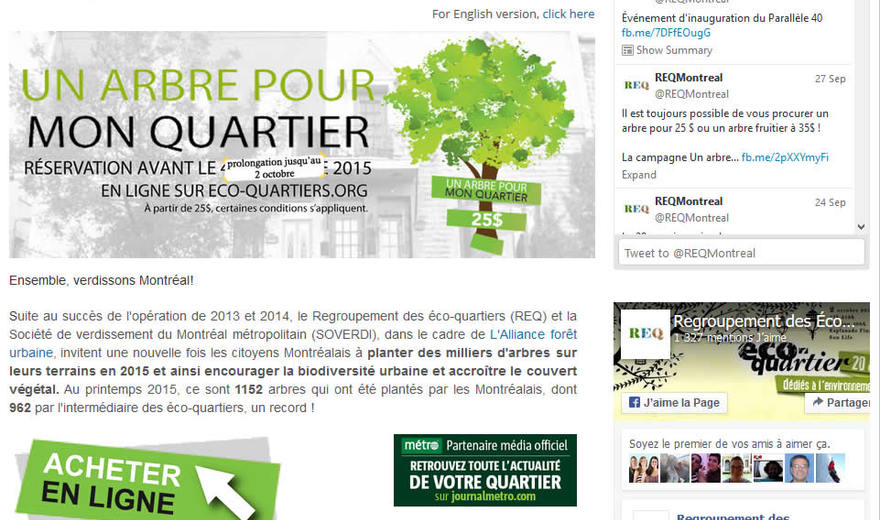 For English version, click here
UN ARBRE POUR
MON QUARTIER
RÉSERVATION AVANT LE 4 prolongation jusqu'au 2 octobre E 2015
EN LIGNE SUR ECO-QUARTIERS.ORG
À partir de 25$, certaines conditions s'appliquent.
UN ARBRE POUR
MON QUARTIER
25$
Ensemble, verdissons Montréal!
Suite au succès de l'opération de 2013 et 2014, le Regroupement des éco-quartiers (REQ) et la
Société de verdissement du Montréal métropolitain (SOVERDI), dans le cadre de L'Alliance forêt
urbaine, invitent une nouvelle fois les citoyens Montréalais à planter des milliers d'arbres sur
leurs terrains en 2015 et ainsi encourager la biodiversité urbaine et accroître le couvert
végétal. Au printemps 2015, ce sont 1152 arbres qui ont été plantés par les Montréalais, dont
962 par l'intermédiaire des éco-quartiers, un record !
ACHETER
EN LIGNE
métro Partenaire média officiel
RETROUVEZ TOUTE L'ACTUALITÉ
DE VOTRE QUARTIER
sur journalmetro.com
@REQMontreal
Événement d'inauguration du Parallèle 40
fb.me/7DFfEOugG
Show Summary
REQ REQMontreal 27 Sep
@REQMontreal
Il est toujours possible de vous procurer un
arbre pour 25 $ ou un arbre fruitier à 35$ !
La campagne Un arbre... fb.me/2pXXYmyFi
Expand
REQ REQMontreal 24 Sep
@REQMontreal
Tweet to @REQMontreal
REQ Regroupement des Éco...
1 327 mentions J'aime
éco
quartier 20
dédiés à l'environneme
J'aime la Page
Partager
Soyez le premier de vos amis à aimer ça.
Regroupement des